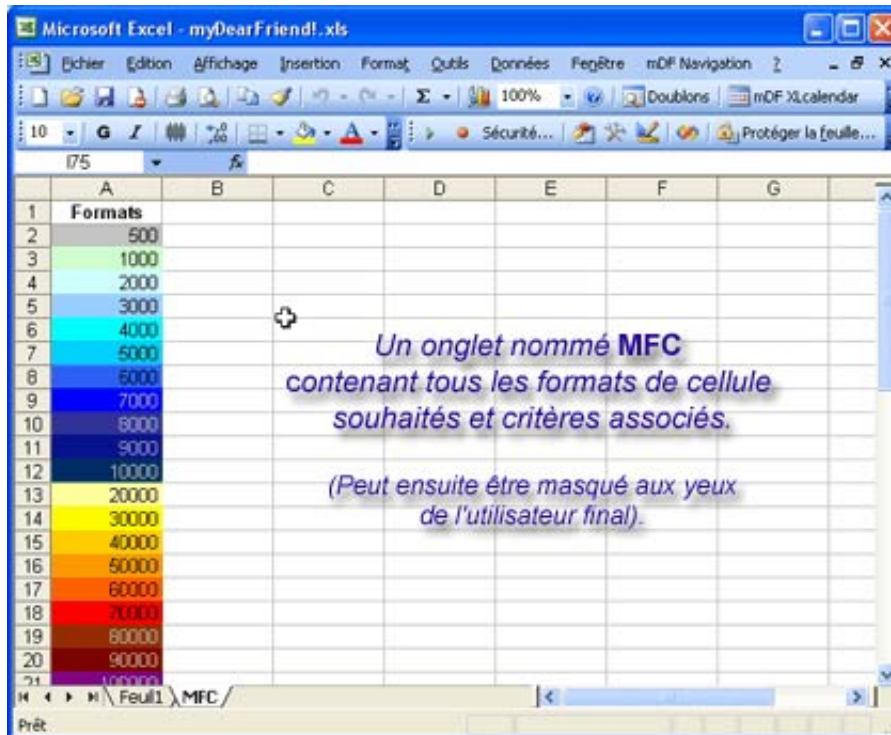 Microsoft Excel - myDearFriend!.xls
Fichier Edition Affichage Insertion Format Outils Données Fenêtre mDF Navigation ?
100% Doublons mDF XLcalendar
10 G I Sécurité... Protéger la feuille...
I75 fx
A B C D E F G
1 Formats
2 500
3 1000
4 2000
5 3000
6 4000
7 5000
8 6000
9 7000
10 8000
11 9000
12 10000
13 20000
14 30000
15 40000
16 50000
17 60000
18 70000
19 80000
20 90000
21 100000
Un onglet nommé MFC
contenant tous les formats de cellule
souhaités et critères associés.
(Peut ensuite être masqué aux yeux
de l'utilisateur final).
Feuil1 MFC
Prêt